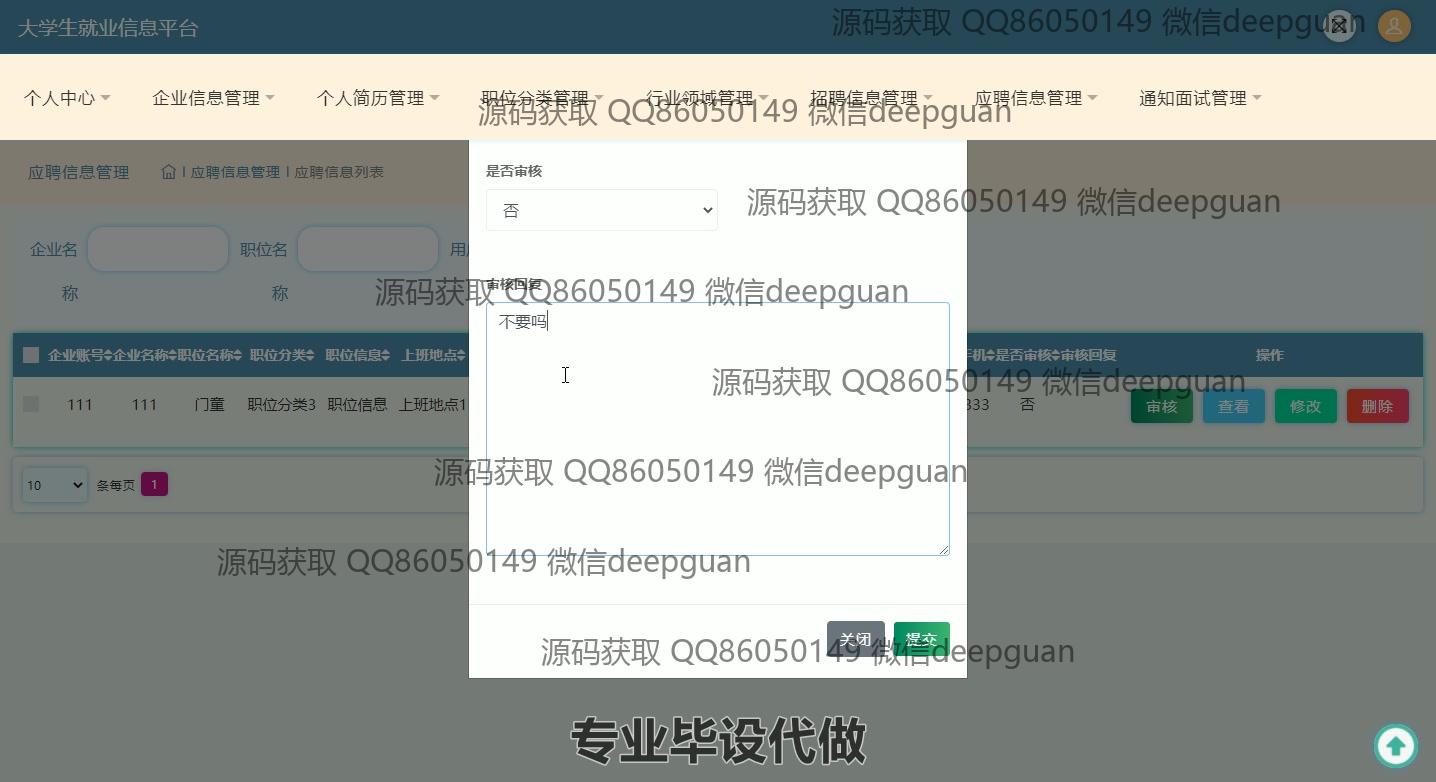 大学生就业信息平台
源码获取 QQ86050149 微信deepguan
个人中心 企业信息管理 个人简历管理 职位分类管理 行业领域管理 招聘信息管理 应聘信息管理 通知面试管理
源码获取 QQ86050149 微信deepguan
应聘信息管理 应聘信息管理 应聘信息列表
是否审核
否
源码获取 QQ86050149 微信deepguan
企业名称 职位名称
审核回复
源码获取 QQ86050149 微信deepguan
不要吗
企业账号 企业名称 职位名称 职位分类 职位信息 上班地点 手机 是否审核 审核回复 操作
源码获取 QQ86050149 微信deepguan
111 111 门童 职位分类3 职位信息 上班地点1 333 否 审核 查看 修改 删除
源码获取 QQ86050149 微信deepguan
10 条每页 1
源码获取 QQ86050149 微信deepguan
关闭 提交
源码获取 QQ86050149 微信deepguan
专业毕设代做